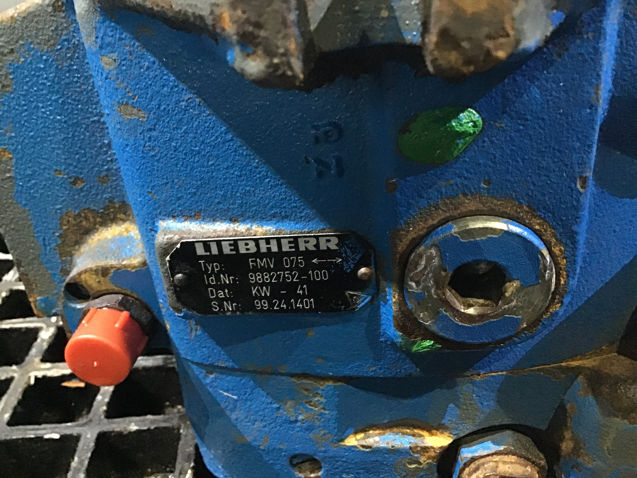 LIEBHERR
Typ: FMV 075 ↔
Id.Nr: 9882752-100
Dat: KW - 41
S.Nr: 99.24.1401